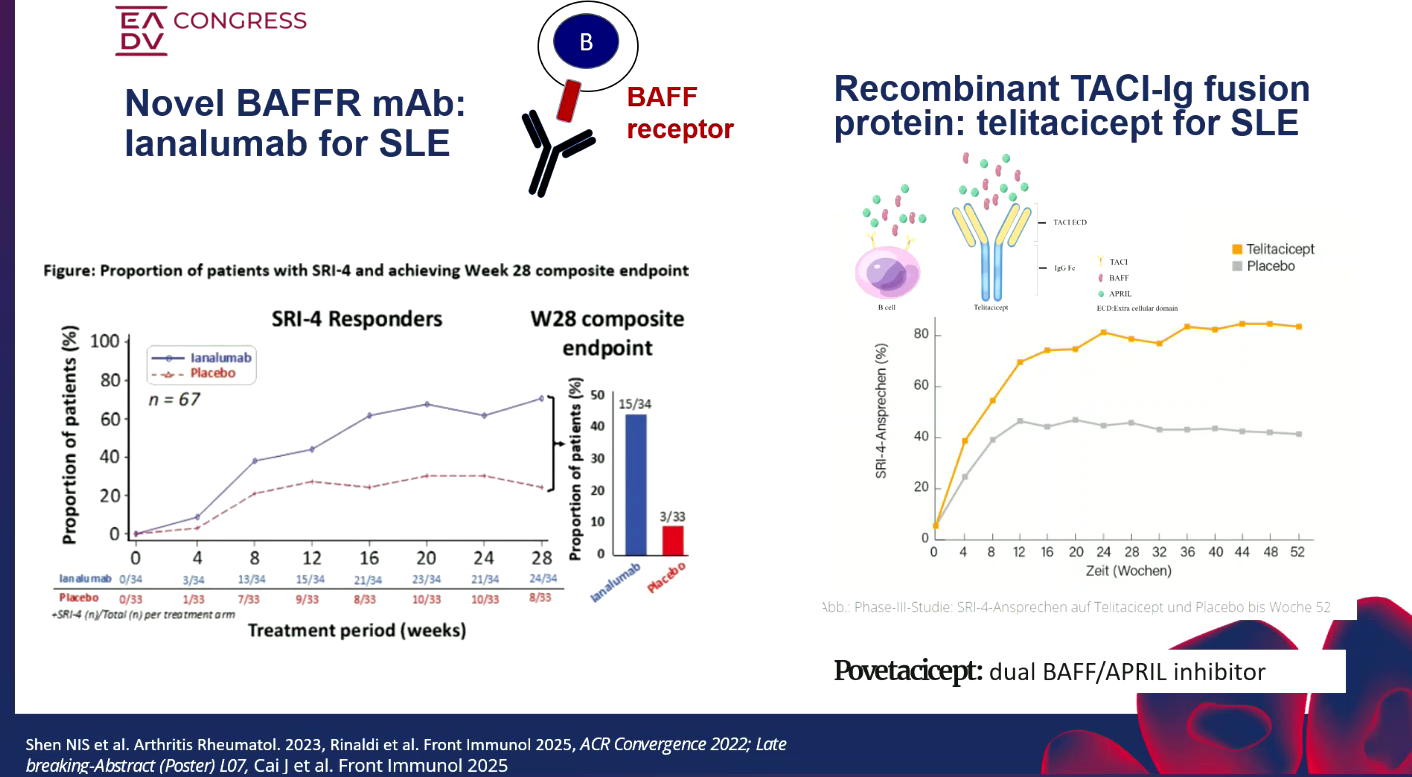 EADV CONGRESS
Novel BAFFR mAb:
Ianalumab for SLE
B
BAFF
receptor
Figure: Proportion of patients with SRI-4 and achieving Week 28 composite endpoint
SRI-4 Responders
Proportion of patients (%)
100
80
60
40
20
0
Ianalumab
Placebo
n = 67
0 4 8 12 16 20 24 28
Ianalumab 0/34 3/34 13/34 15/34 21/34 23/34 21/34 24/34
Placebo 0/33 1/33 7/33 9/33 8/33 10/33 10/33 8/33
+SRI-4 (n)/Total (n) per treatment arm
Treatment period (weeks)
W28 composite
endpoint
Proportion of patients (%)
50
40
30
20
10
0
15/34
3/33
Ianalumab
Placebo
Recombinant TACI-Ig fusion
protein: telitacicept for SLE
TACI ECD
IgG Fc
B cell
Telitacicept
TACI
BAFF
APRIL
ECD:Extra cellular domain
Telitacicept
Placebo
SRI-4-Ansprechen (%)
80
60
40
20
0
0 4 8 12 16 20 24 28 32 36 40 44 48 52
Zeit (Wochen)
Abb.: Phase-III-Studie: SRI-4-Ansprechen auf Telitacicept und Placebo bis Woche 52
Povetacicept: dual BAFF/APRIL inhibitor
Shen NIS et al. Arthritis Rheumatol. 2023, Rinaldi et al. Front Immunol 2025, ACR Convergence 2022; Late
breaking-Abstract (Poster) L07, Cai J et al. Front Immunol 2025